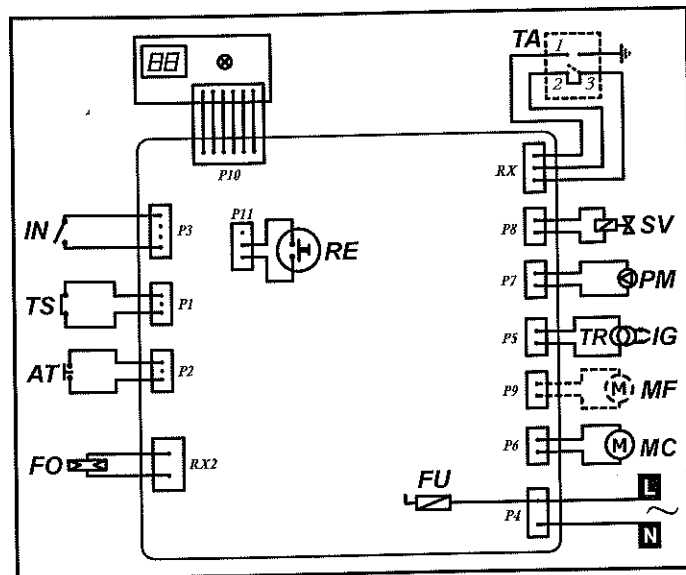 88
TA
1
2 3
P10
RX
IN
P3
P11
RE
P8
SV
TS
P1
P7
PM
AT
P2
P5
TR
IG
P9
M
MF
FO
RX2
P6
M
MC
FU
P4
L
N